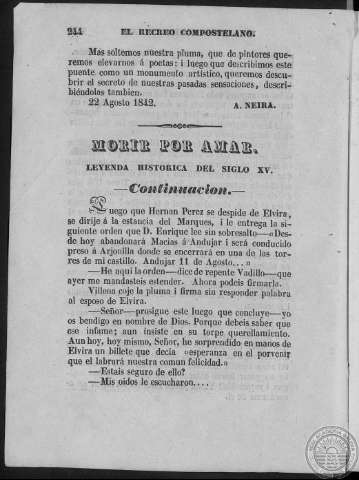 244 EL RECREO COMPOSTELANO.
Mas soltemos nuestra pluma, que de pintores que-
remos elevarnos á poetas: i luego que describimos este
puente como un monumento artístico, queremos descu-
brir el secreto de nuestras pasadas sensaciones, descri-
biéndolos tambien.
22 Agosto 1842. A. NEIRA.
MORIR POR AMAR.
LEYENDA HISTORICA DEL SIGLO XV.
—Continuacion.—
Luego que Hernan Perez se despide de Elvira,
se dirije á la estancia del Marques, i le entrega la si-
guiente orden que D. Enrique lee sin sobresalto—«Des-
de hoy abandonará Macias á Andujar i será conducido
preso á Arjonilla donde se encerrará en una de las tor-
res de mi castillo. Andujar 11 de Agosto....»
—He aqui la orden—dice de repente Vadillo—que
ayer me mandasteis estender. Ahora podeis firmarla.
Villena coje la pluma i firma sin responder palabra
al esposo de Elvira.
—Señor—prosigue este luego que concluye—yo
os bendigo en nombre de Dios. Porque debeis saber que
ese infame; aun insiste en su torpe querellamiento.
Aun hoy, hoy mismo, Señor, he sorprendido en manos de
Elvira un billete que decia «esperanza en el porvenir
que el labrará nuestra comun felicidad.»
—Estais seguro de ello?
—Mis oidos le escucharon....